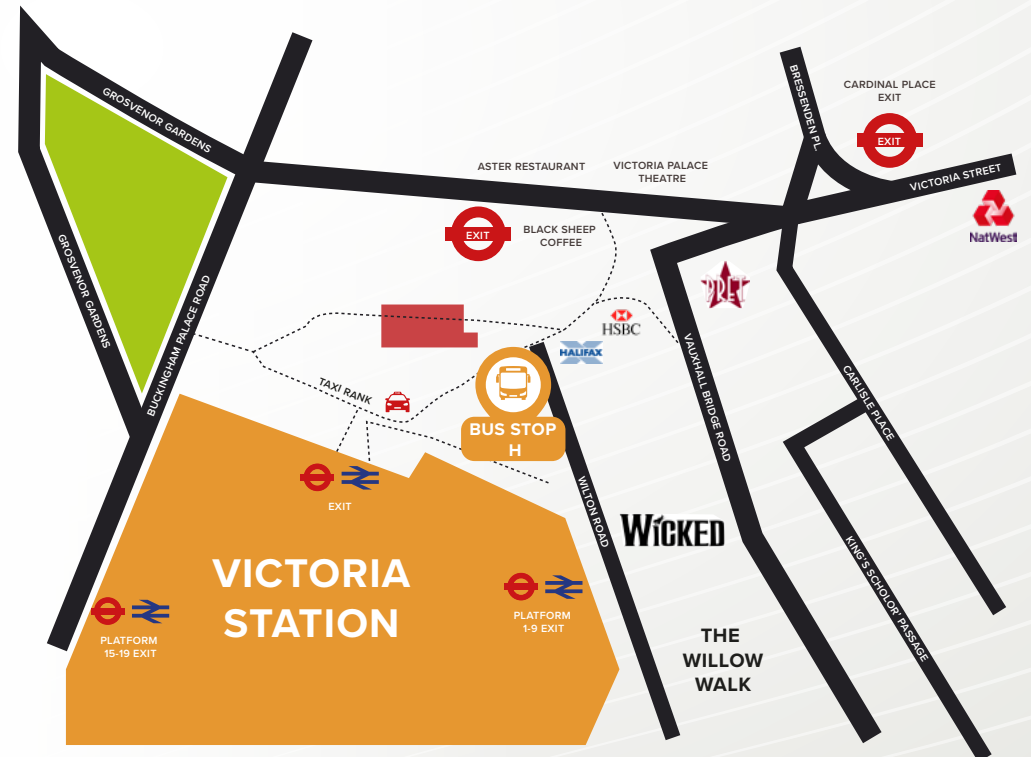 GROSVENOR GARDENS
BRESSENDEN PL.
CARDINAL PLACE
EXIT
EXIT
VICTORIA STREET
NatWest
ASTER RESTAURANT
VICTORIA PALACE
THEATRE
EXIT
BLACK SHEEP
COFFEE
GROSVENOR GARDENS
BUCKINGHAM PALACE ROAD
PRET
HSBC
HALIFAX
VAUXHALL BRIDGE ROAD
CARLISLE PLACE
TAXI RANK
BUS STOP
H
EXIT
WILTON ROAD
WICKED
KING'S SCHOLOR' PASSAGE
VICTORIA
STATION
PLATFORM
15-19 EXIT
PLATFORM
1-9 EXIT
THE
WILLOW
WALK